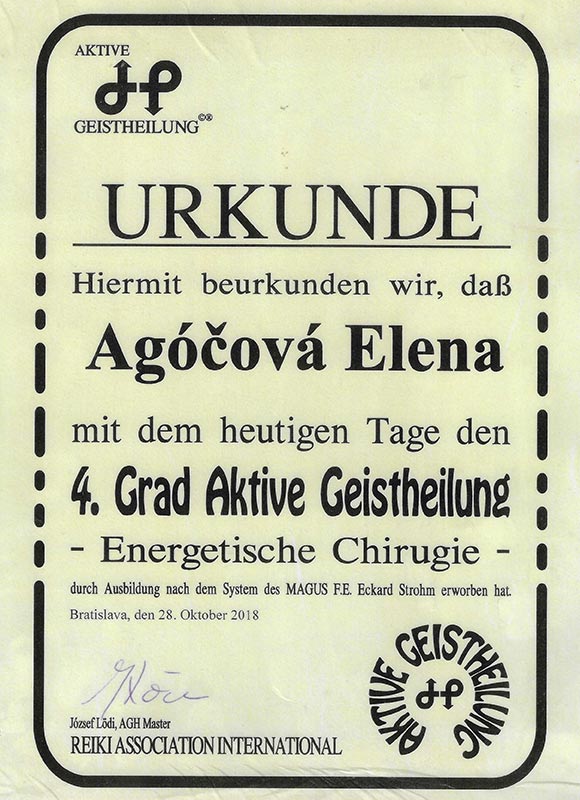 AKTIVE
GEISTHEILUNG©®
URKUNDE
Hiermit beurkunden wir, daß
Agóčová Elena
mit dem heutigen Tage den
4. Grad Aktive Geistheilung
- Energetische Chirugie -
durch Ausbildung nach dem System des MAGUS F.E. Eckard Strohm erworben hat.
Bratislava, den 28. Oktober 2018
József Lödi, AGH Master
REIKI ASSOCIATION INTERNATIONAL
AKTIVE GEISTHEILUNG